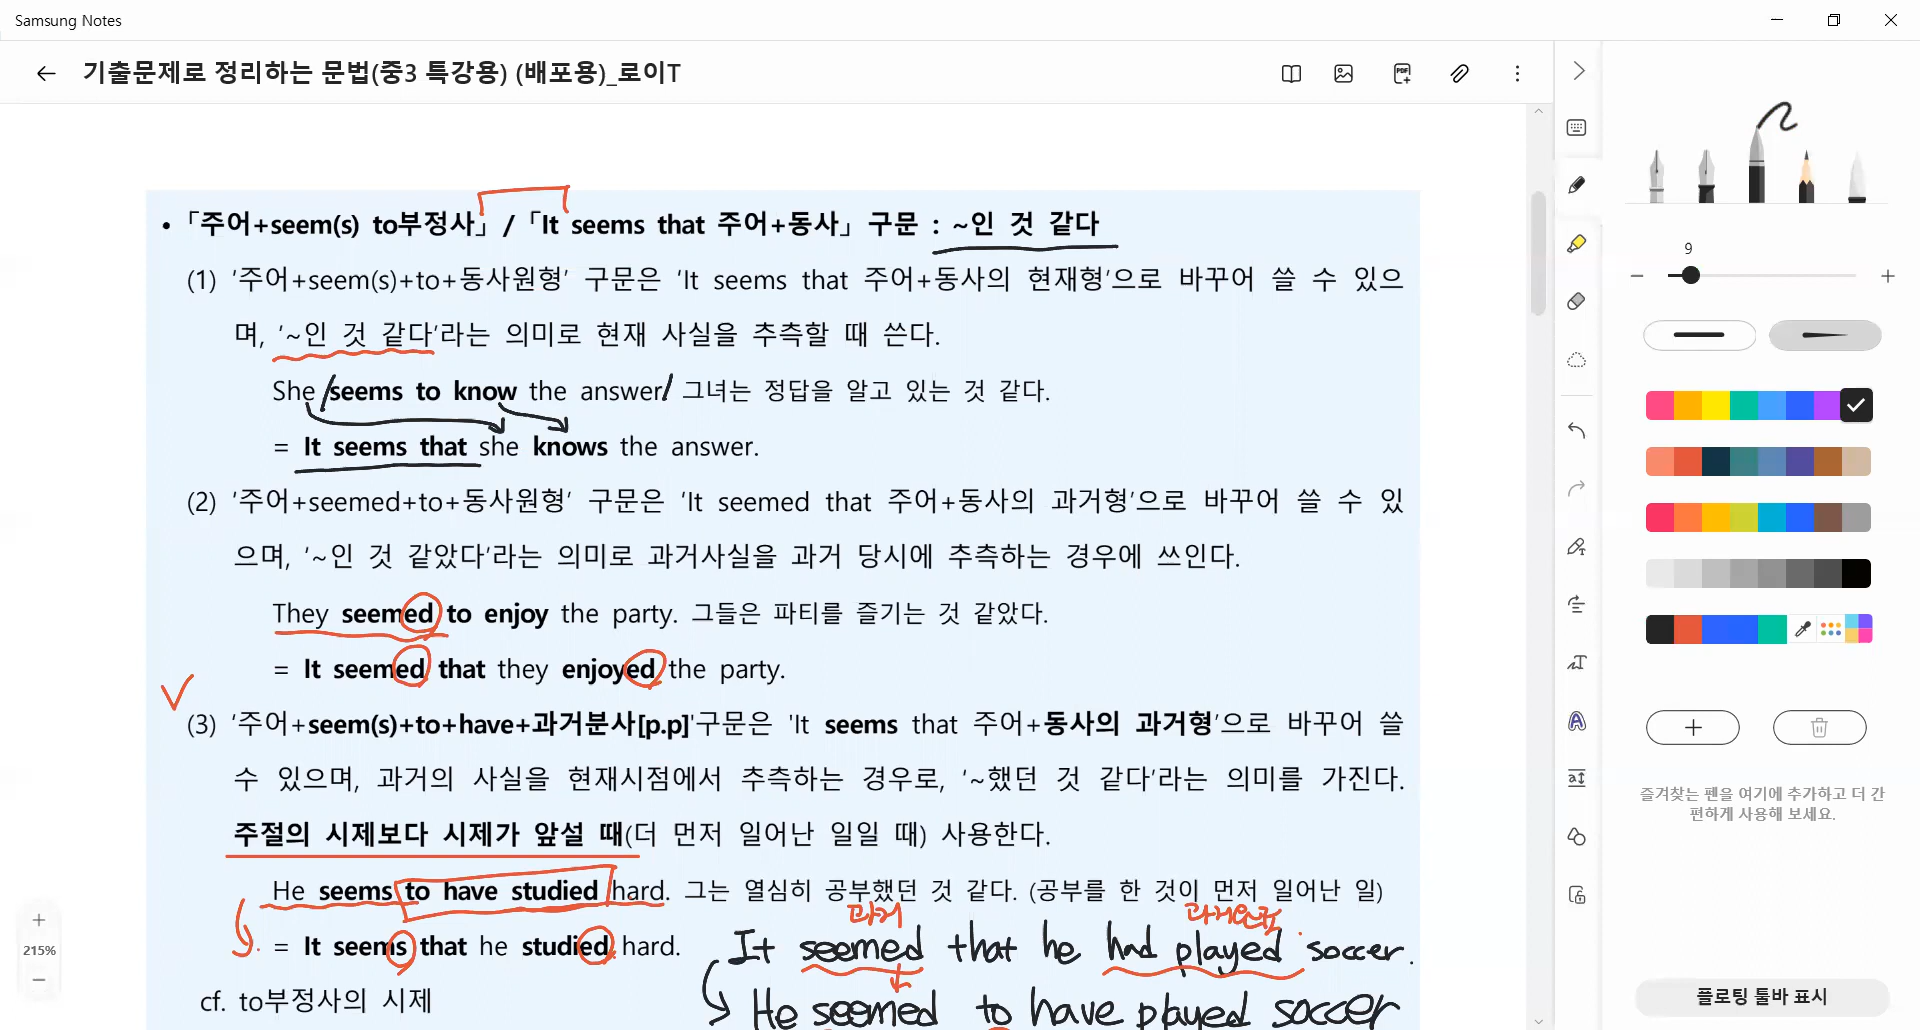 Samsung Notes
기출문제로 정리하는 문법(중3 특강용) (배포용)_로이T
• 「주어+seem(s) to부정사」/「It seems that 주어+동사」구문 : ~인 것 같다
(1) '주어+seem(s)+to+동사원형' 구문은 'It seems that 주어+동사의 현재형'으로 바꾸어 쓸 수 있으
며, '~인 것 같다'라는 의미로 현재 사실을 추측할 때 쓴다.
She /seems to know the answer/ 그녀는 정답을 알고 있는 것 같다.
= It seems that she knows the answer.
(2) '주어+seemed+to+동사원형' 구문은 'It seemed that 주어+동사의 과거형'으로 바꾸어 쓸 수 있
으며, '~인 것 같았다'라는 의미로 과거사실을 과거 당시에 추측하는 경우에 쓰인다.
They seemed to enjoy the party. 그들은 파티를 즐기는 것 같았다.
= It seemed that they enjoyed the party.
(3) '주어+seem(s)+to+have+과거분사[p.p]'구문은 'It seems that 주어+동사의 과거형'으로 바꾸어 쓸
수 있으며, 과거의 사실을 현재시점에서 추측하는 경우로, '~했던 것 같다'라는 의미를 가진다.
주절의 시제보다 시제가 앞설 때(더 먼저 일어난 일일 때) 사용한다.
He seems to have studied hard. 그는 열심히 공부했던 것 같다. (공부를 한 것이 먼저 일어난 일)
과거 과거완료
= It seems that he studied hard. It seemed that he had played soccer.
cf. to부정사의 시제 He seemed to have played soccer
215%
9
즐겨찾는 펜을 여기에 추가하고 더 간
편하게 사용해 보세요.
플로팅 툴바 표시